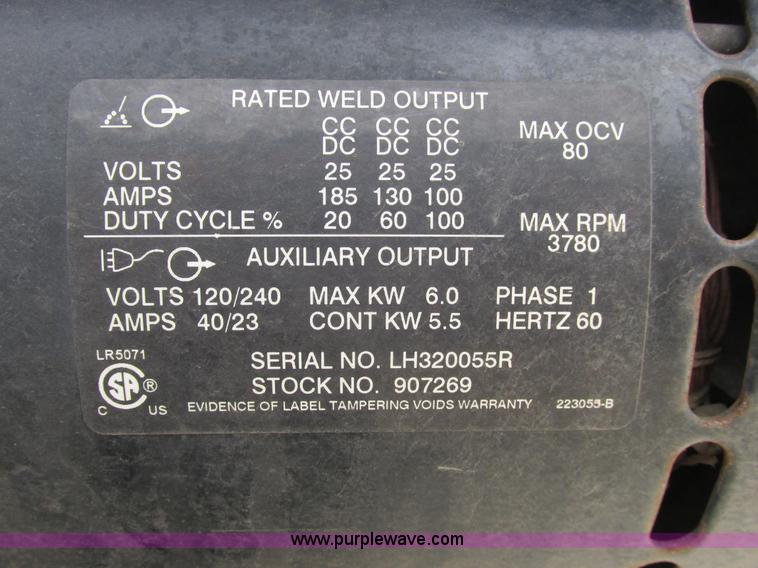 RATED WELD OUTPUT
CC CC CC
DC DC DC
MAX OCV
80
VOLTS 25 25 25
AMPS 185 130 100
DUTY CYCLE % 20 60 100
MAX RPM
3780
AUXILIARY OUTPUT
VOLTS 120/240 MAX KW 6.0 PHASE 1
AMPS 40/23 CONT KW 5.5 HERTZ 60
LR5071
SERIAL NO. LH320055R
STOCK NO. 907269
SA ®
C US
EVIDENCE OF LABEL TAMPERING VOIDS WARRANTY 223055-B
www.purplewave.com